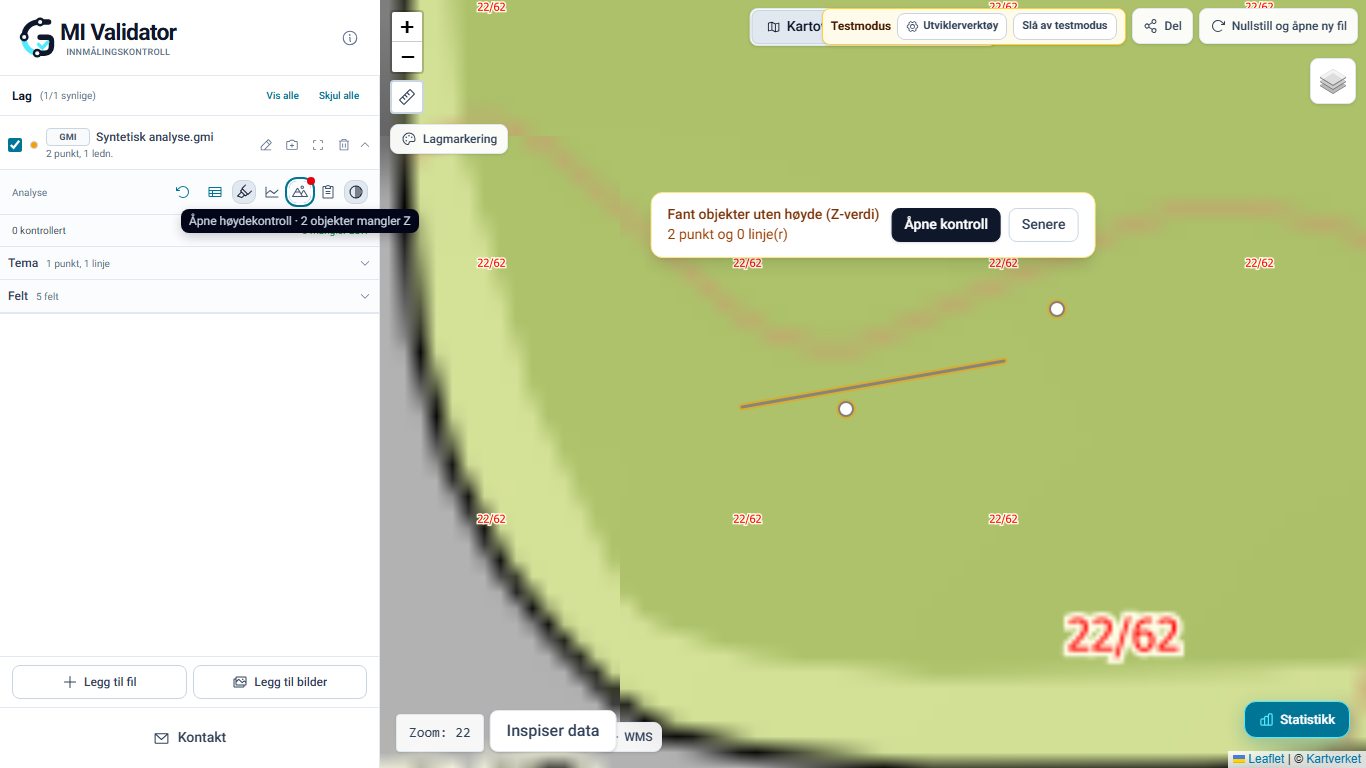 MI Validator
INNMÅLINGSKONTROLL
Lag (1/1 synlige) Vis alle Skjul alle
GMI Syntetisk analyse.gmi
2 punkt, 1 ledn.
Analyse
Åpne høydekontroll · 2 objekter mangler Z
0 kontrollert
Tema 1 punkt, 1 linje
Felt 5 felt
Legg til fil
Legg til bilder
Kontakt
+
−
Lagmarkering
Testmodus
Utviklerverktøy
Slå av testmodus
Del
Nullstill og åpne ny fil
Fant objekter uten høyde (Z-verdi)
2 punkt og 0 linje(r)
Åpne kontroll
Senere
22/62
22/62
22/62
22/62 22/62 22/62 22/62
22/62 22/62 22/62
22/62
Zoom: 22
Inspiser data
WMS
Statistikk
Leaflet | © Kartverket